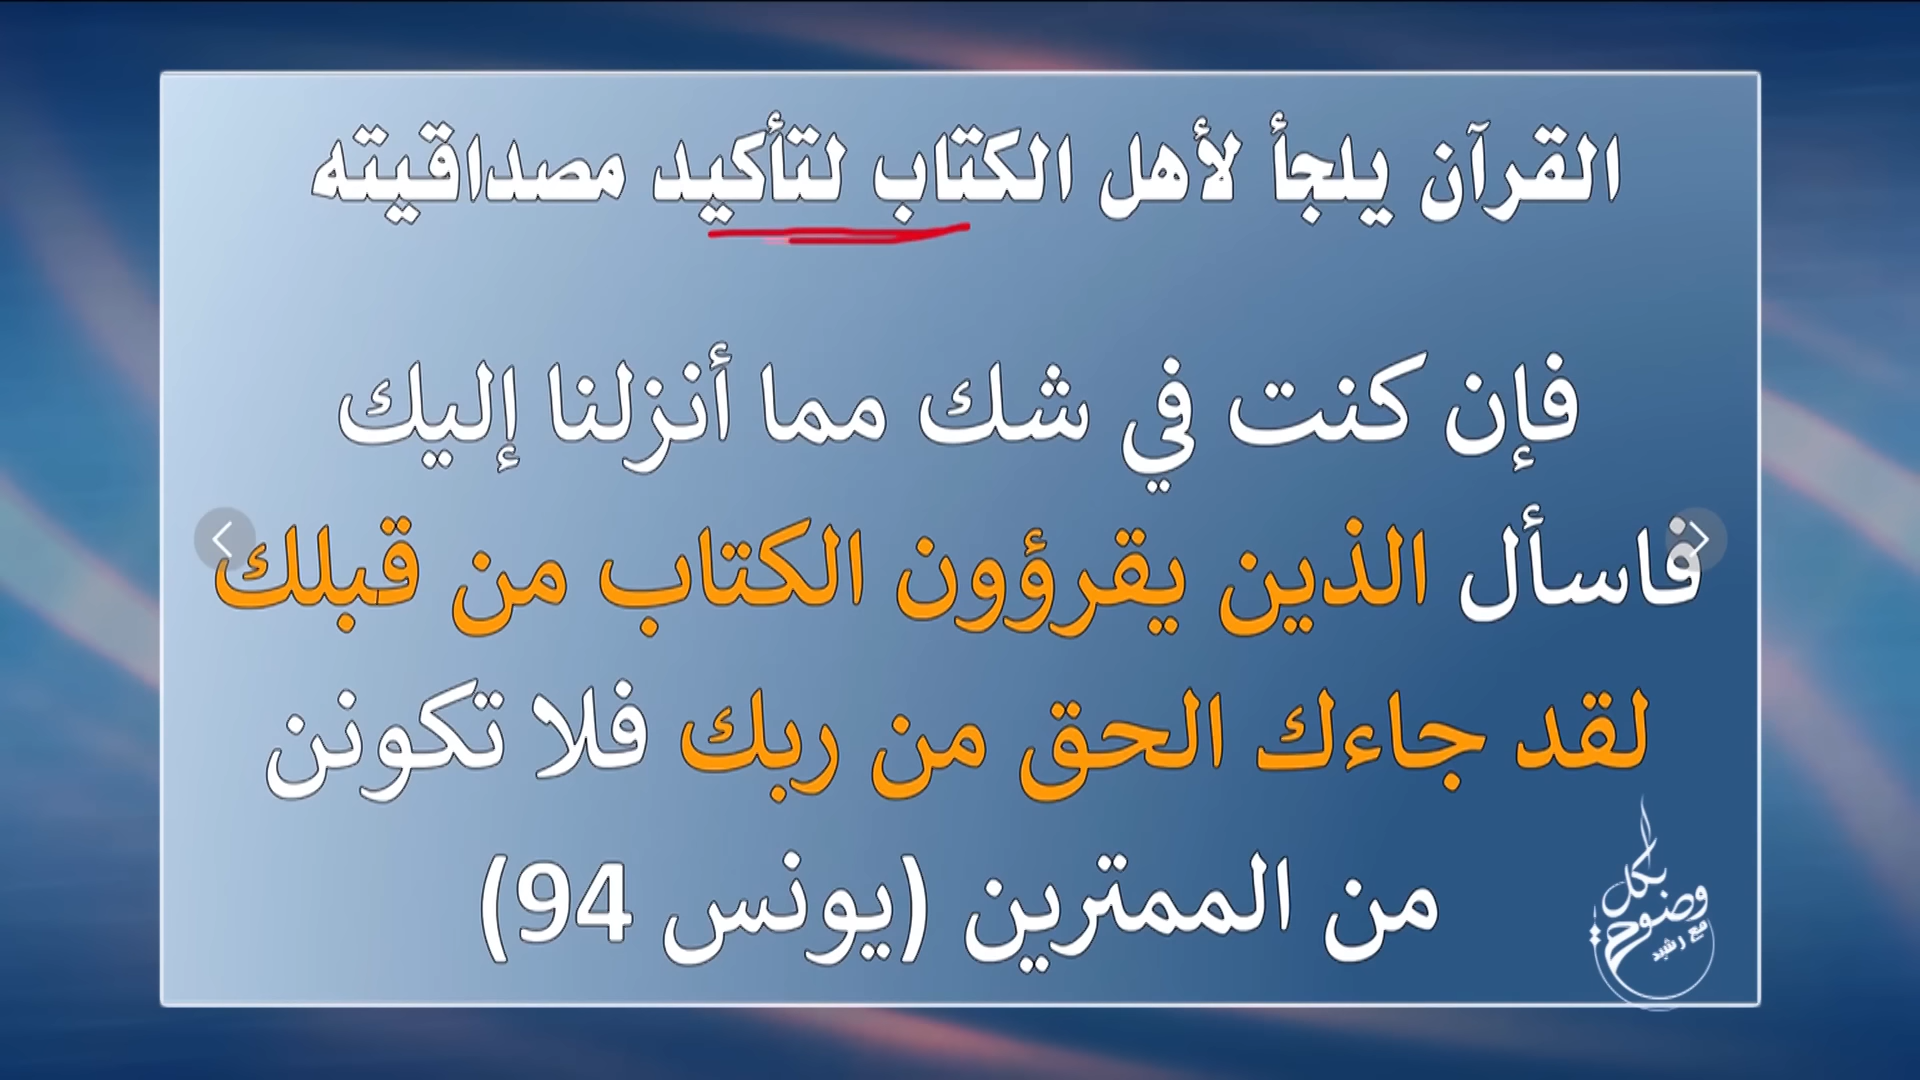 القرآن يلجأ لأهل الكتاب لتأكيد مصداقيته
فإن كنت في شك مما أنزلنا إليك
فاسأل الذين يقرؤون الكتاب من قبلك
لقد جاءك الحق من ربك فلا تكونن
من الممترين (يونس 94)
بكل
وضوح
مع رشيد